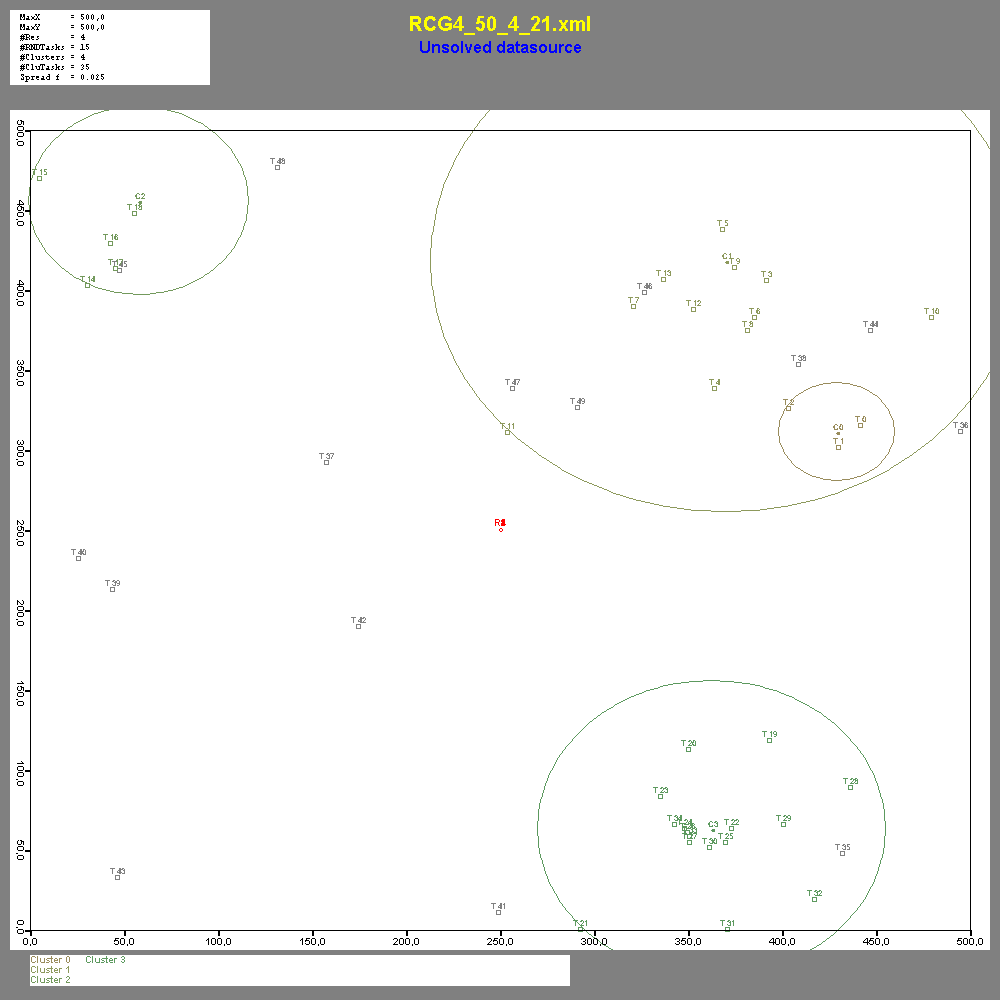 MaxX = 500,0
MaxY = 500,0
#Res = 4
#RNDTasks = 15
#Clusters = 4
#CluTasks = 35
Spread f = 0.025
RCG4_50_4_21.xml
Unsolved datasource
500,0
T 48
T 15
C2
T 18
450,0
T 5
T 16
C1
T 9
T 13
T 3
T 14
T 46
400,0
T 7
T 12
T 6
T 10
T 8
T 44
T 38
350,0
T 47
T 4
T 49
T 2
T 11
C0
T 0
T 36
T 1
300,0
T 37
250,0
T 40
T 39
200,0
T 42
150,0
T 20
T 19
100,0
T 23
T 28
T 34
C3
T 22
T 29
T 30
T 25
50,0
T 35
T 43
T 32
T 41
T 21
T 31
0,0
0,0 50,0 100,0 150,0 200,0 250,0 300,0 350,0 400,0 450,0 500,0
Cluster 0 Cluster 3
Cluster 1
Cluster 2